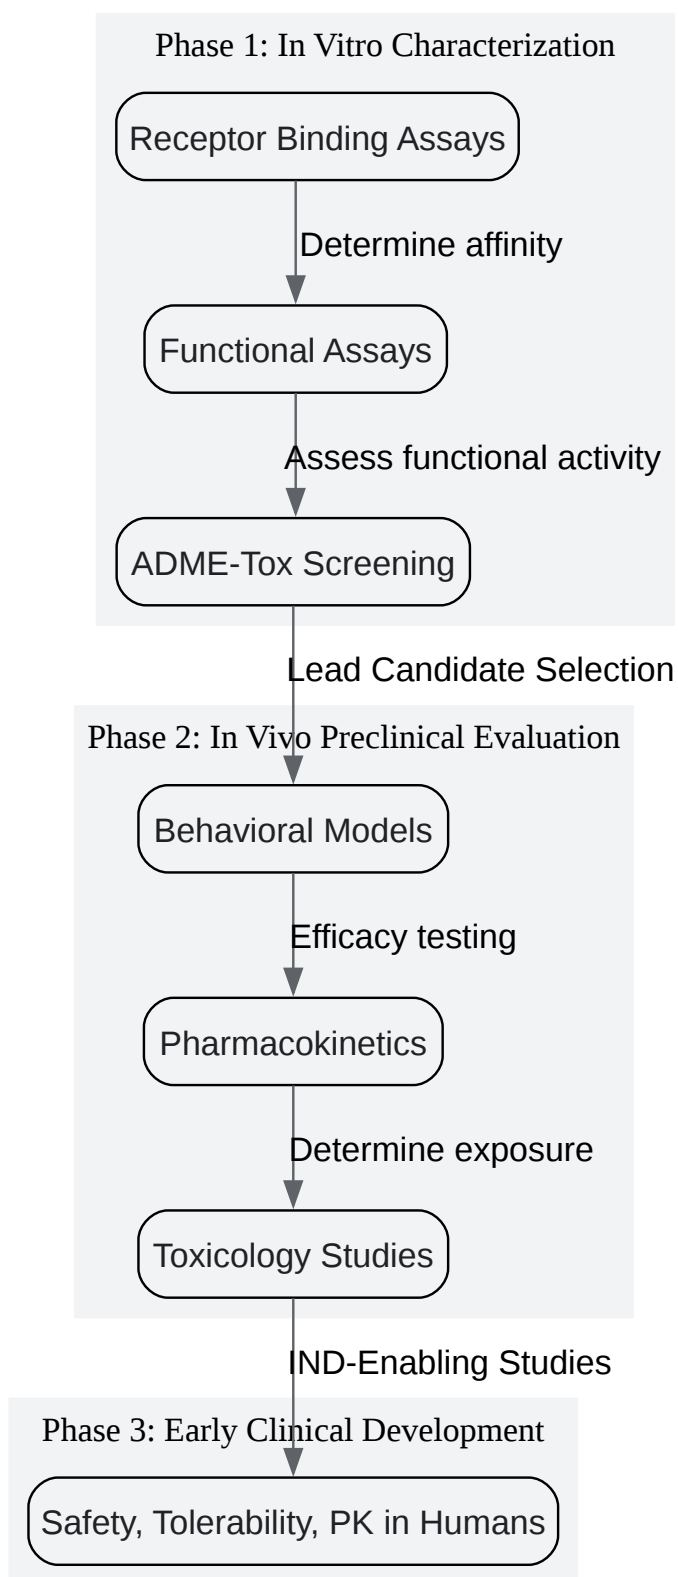 Phase 1: In Vitro Characterization
Receptor Binding Assays
Determine affinity
Functional Assays
Assess functional activity
ADME-Tox Screening
Lead Candidate Selection
Phase 2: In Vivo Preclinical Evaluation
Behavioral Models
Efficacy testing
Pharmacokinetics
Determine exposure
Toxicology Studies
IND-Enabling Studies
Phase 3: Early Clinical Development
Safety, Tolerability, PK in Humans